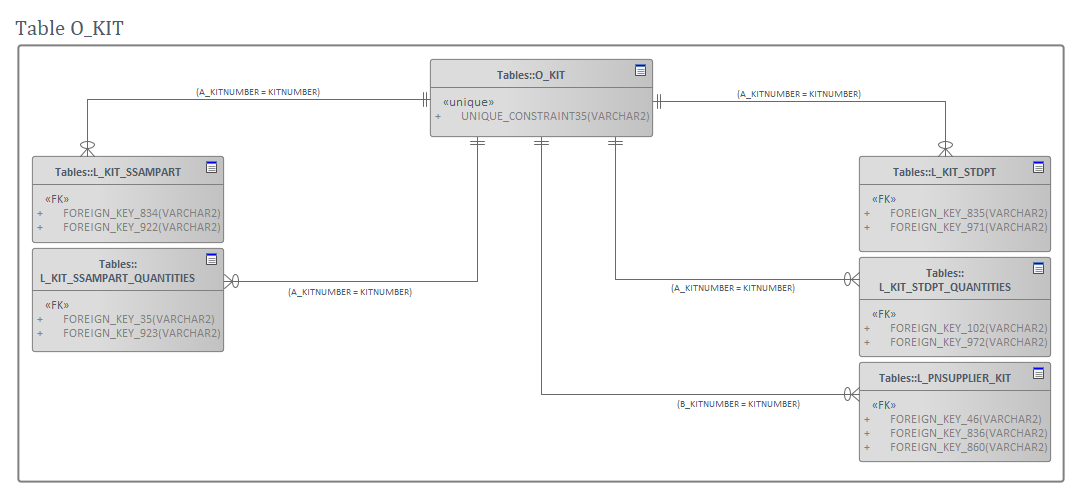 Table O_KIT
Tables::O_KIT
«unique»
+ UNIQUE_CONSTRAINT35(VARCHAR2)
(A_KITNUMBER = KITNUMBER)
(A_KITNUMBER = KITNUMBER)
Tables::L_KIT_SSAMPART
«FK»
+ FOREIGN_KEY_834(VARCHAR2)
+ FOREIGN_KEY_922(VARCHAR2)
Tables::L_KIT_STDPT
«FK»
+ FOREIGN_KEY_835(VARCHAR2)
+ FOREIGN_KEY_971(VARCHAR2)
Tables::
L_KIT_SSAMPART_QUANTITIES
«FK»
+ FOREIGN_KEY_35(VARCHAR2)
+ FOREIGN_KEY_923(VARCHAR2)
(A_KITNUMBER = KITNUMBER)
(A_KITNUMBER = KITNUMBER)
Tables::
L_KIT_STDPT_QUANTITIES
«FK»
+ FOREIGN_KEY_102(VARCHAR2)
+ FOREIGN_KEY_972(VARCHAR2)
(B_KITNUMBER = KITNUMBER)
Tables::L_PNSUPPLIER_KIT
«FK»
+ FOREIGN_KEY_46(VARCHAR2)
+ FOREIGN_KEY_836(VARCHAR2)
+ FOREIGN_KEY_860(VARCHAR2)